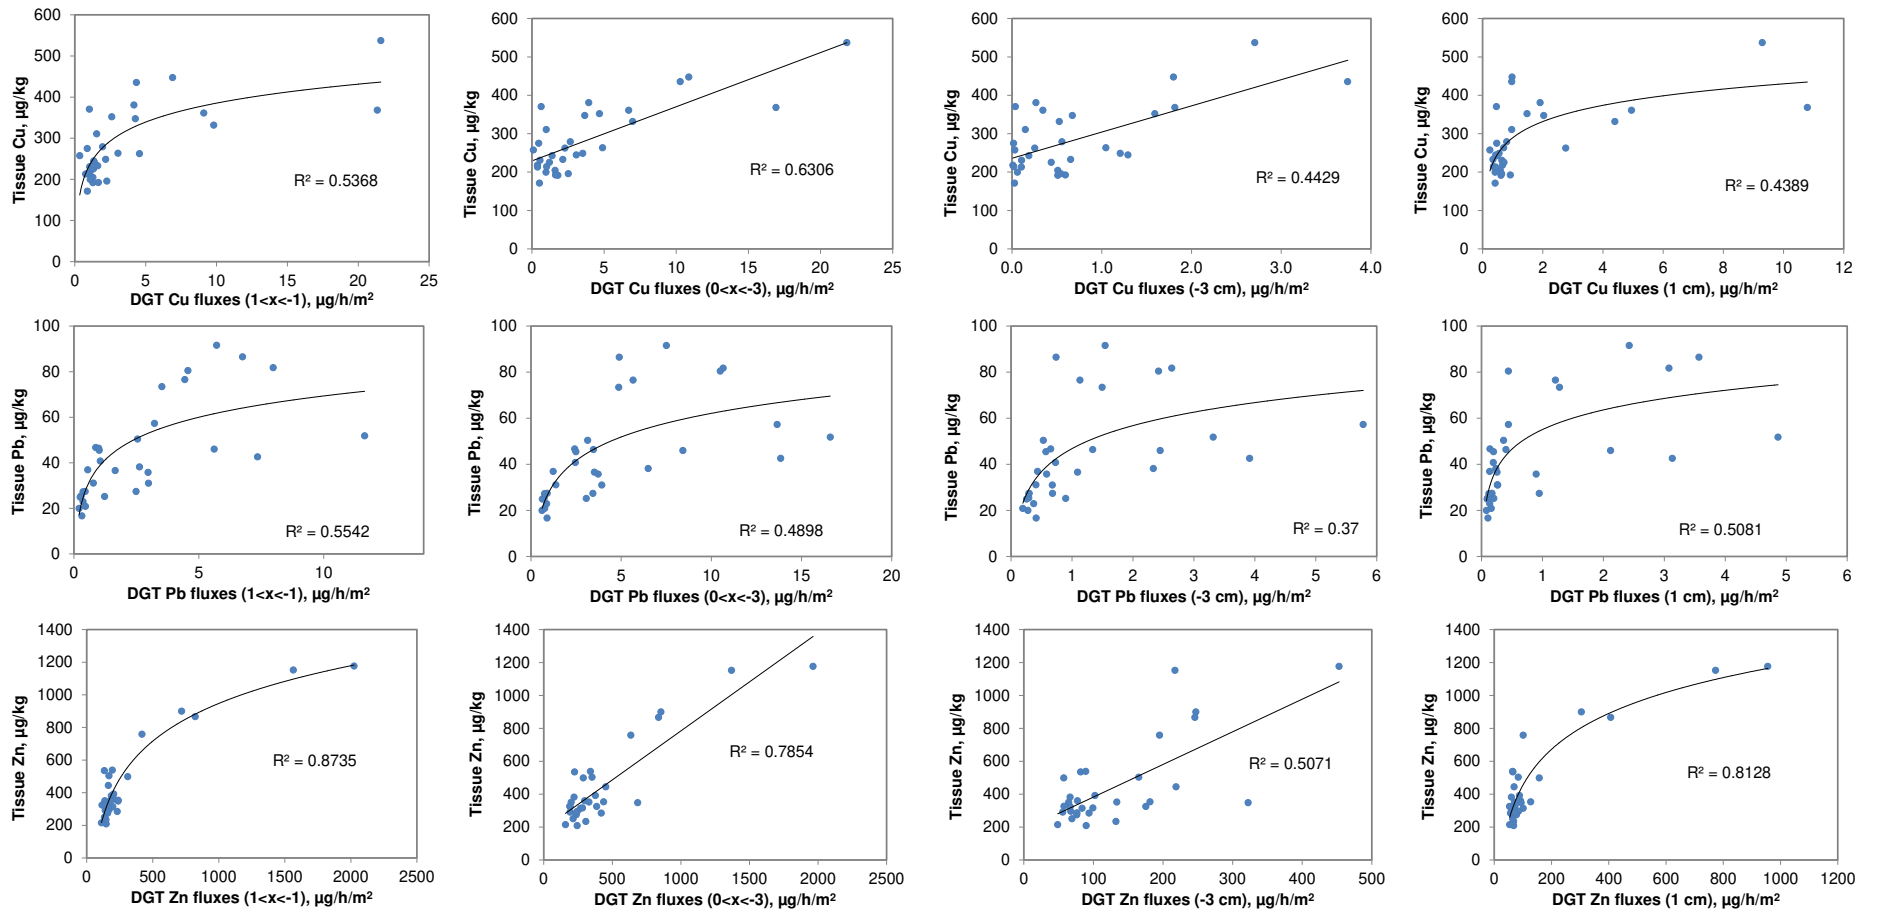 600
500
400
300
200
100
0
Tissue Cu, µg/kg
R² = 0.5368
0 5 10 15 20 25
DGT Cu fluxes (1<x<-1), µg/h/m²
600
500
400
300
200
100
0
Tissue Cu, µg/kg
R² = 0.6306
0 5 10 15 20 25
DGT Cu fluxes (0<x<-3), µg/h/m²
600
500
400
300
200
100
0
Tissue Cu, µg/kg
R² = 0.4429
0.0 1.0 2.0 3.0 4.0
DGT Cu fluxes (-3 cm), µg/h/m²
600
500
400
300
200
100
0
Tissue Cu, µg/kg
R² = 0.4389
0 2 4 6 8 10 12
DGT Cu fluxes (1 cm), µg/h/m²
100
80
60
40
20
0
Tissue Pb, µg/kg
R² = 0.5542
0 5 10
DGT Pb fluxes (1<x<-1), µg/h/m²
100
80
60
40
20
0
Tissue Pb, µg/kg
R² = 0.4898
0 5 10 15 20
DGT Pb fluxes (0<x<-3), µg/h/m²
100
80
60
40
20
0
Tissue Pb, µg/kg
R² = 0.37
0 1 2 3 4 5 6
DGT Pb fluxes (-3 cm), µg/h/m²
100
80
60
40
20
0
Tissue Pb, µg/kg
R² = 0.5081
0 1 2 3 4 5 6
DGT Pb fluxes (1 cm), µg/h/m²
1400
1200
1000
800
600
400
200
0
Tissue Zn, µg/kg
R² = 0.8735
0 500 1000 1500 2000 2500
DGT Zn fluxes (1<x<-1), µg/h/m²
1400
1200
1000
800
600
400
200
0
Tissue Zn, µg/kg
R² = 0.7854
0 500 1000 1500 2000 2500
DGT Zn fluxes (0<x<-3), µg/h/m²
1400
1200
1000
800
600
400
200
0
Tissue Zn, µg/kg
R² = 0.5071
0 100 200 300 400 500
DGT Zn fluxes (-3 cm), µg/h/m²
1400
1200
1000
800
600
400
200
0
Tissue Zn, µg/kg
R² = 0.8128
0 200 400 600 800 1000 1200
DGT Zn fluxes (1 cm), µg/h/m²